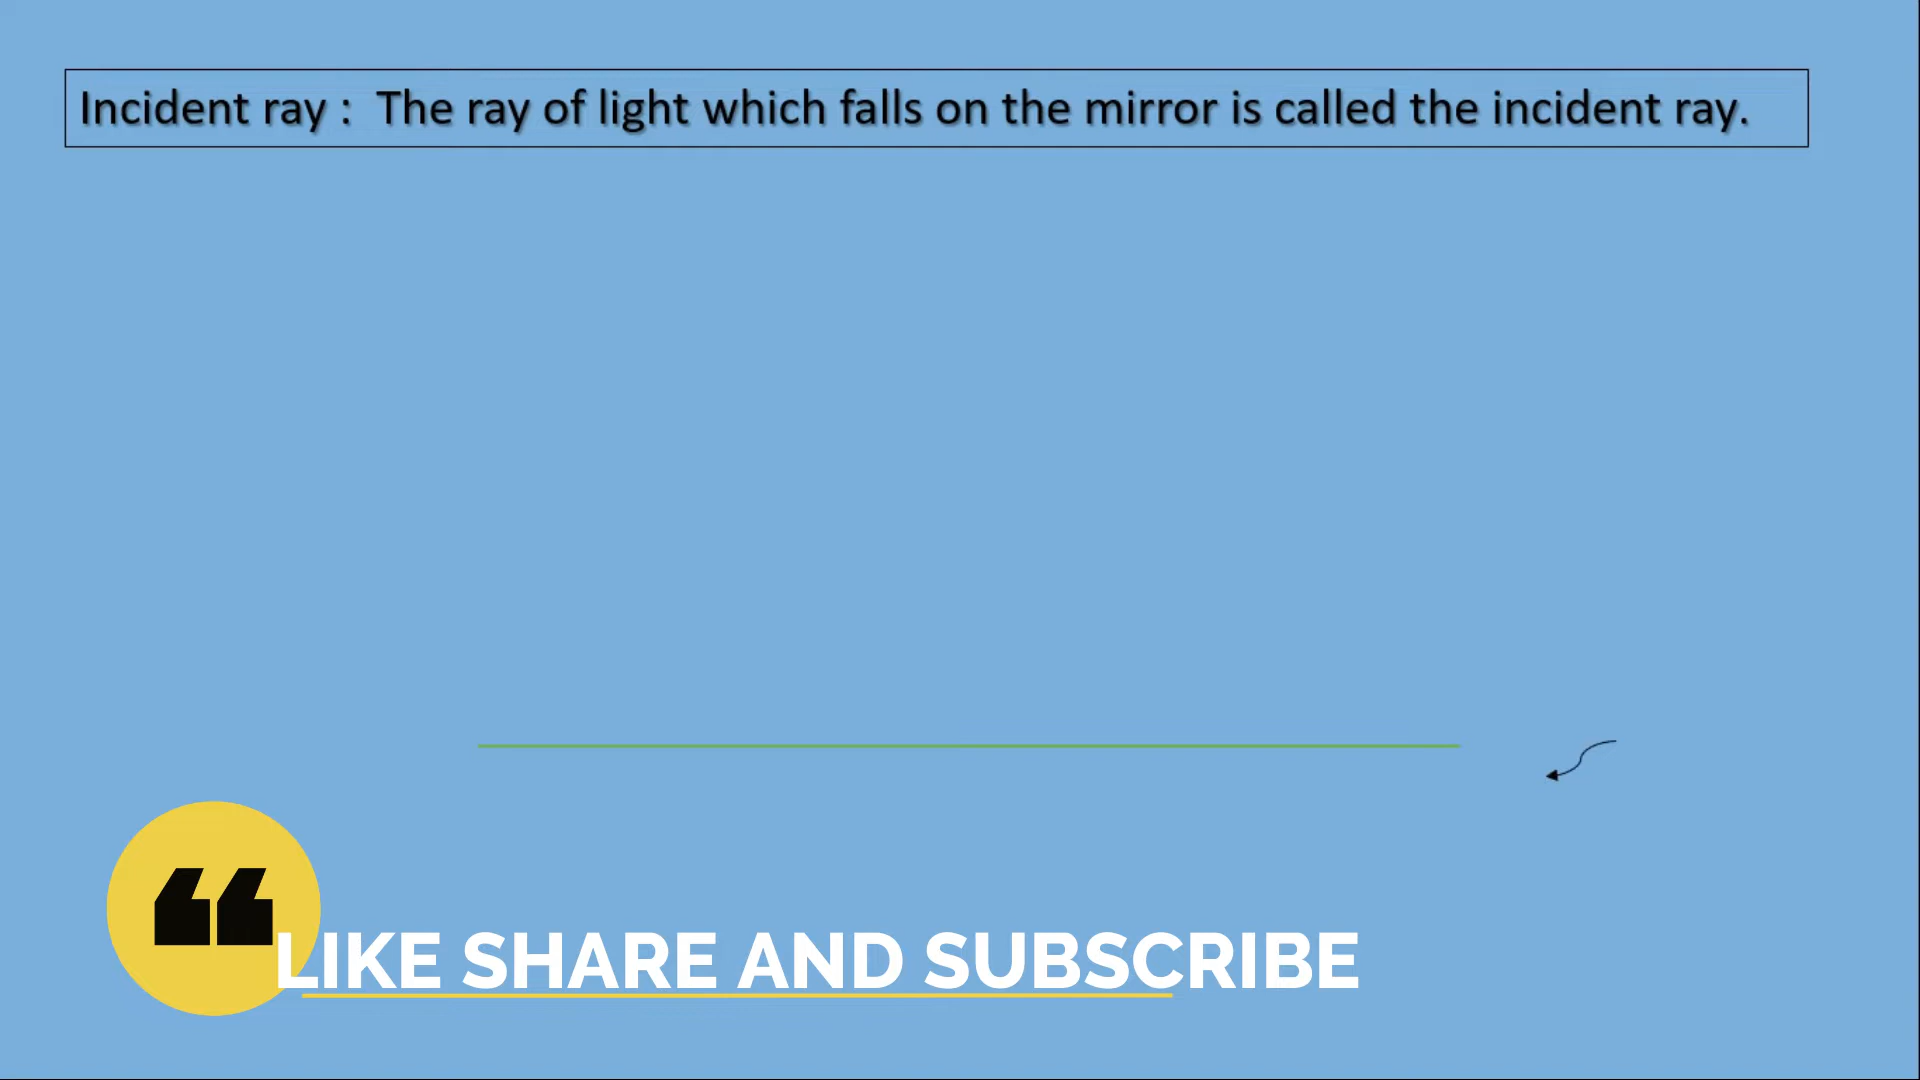 Incident ray :  The ray of light which falls on the mirror is called the incident ray.
❝
LIKE SHARE AND SUBSCRIBE